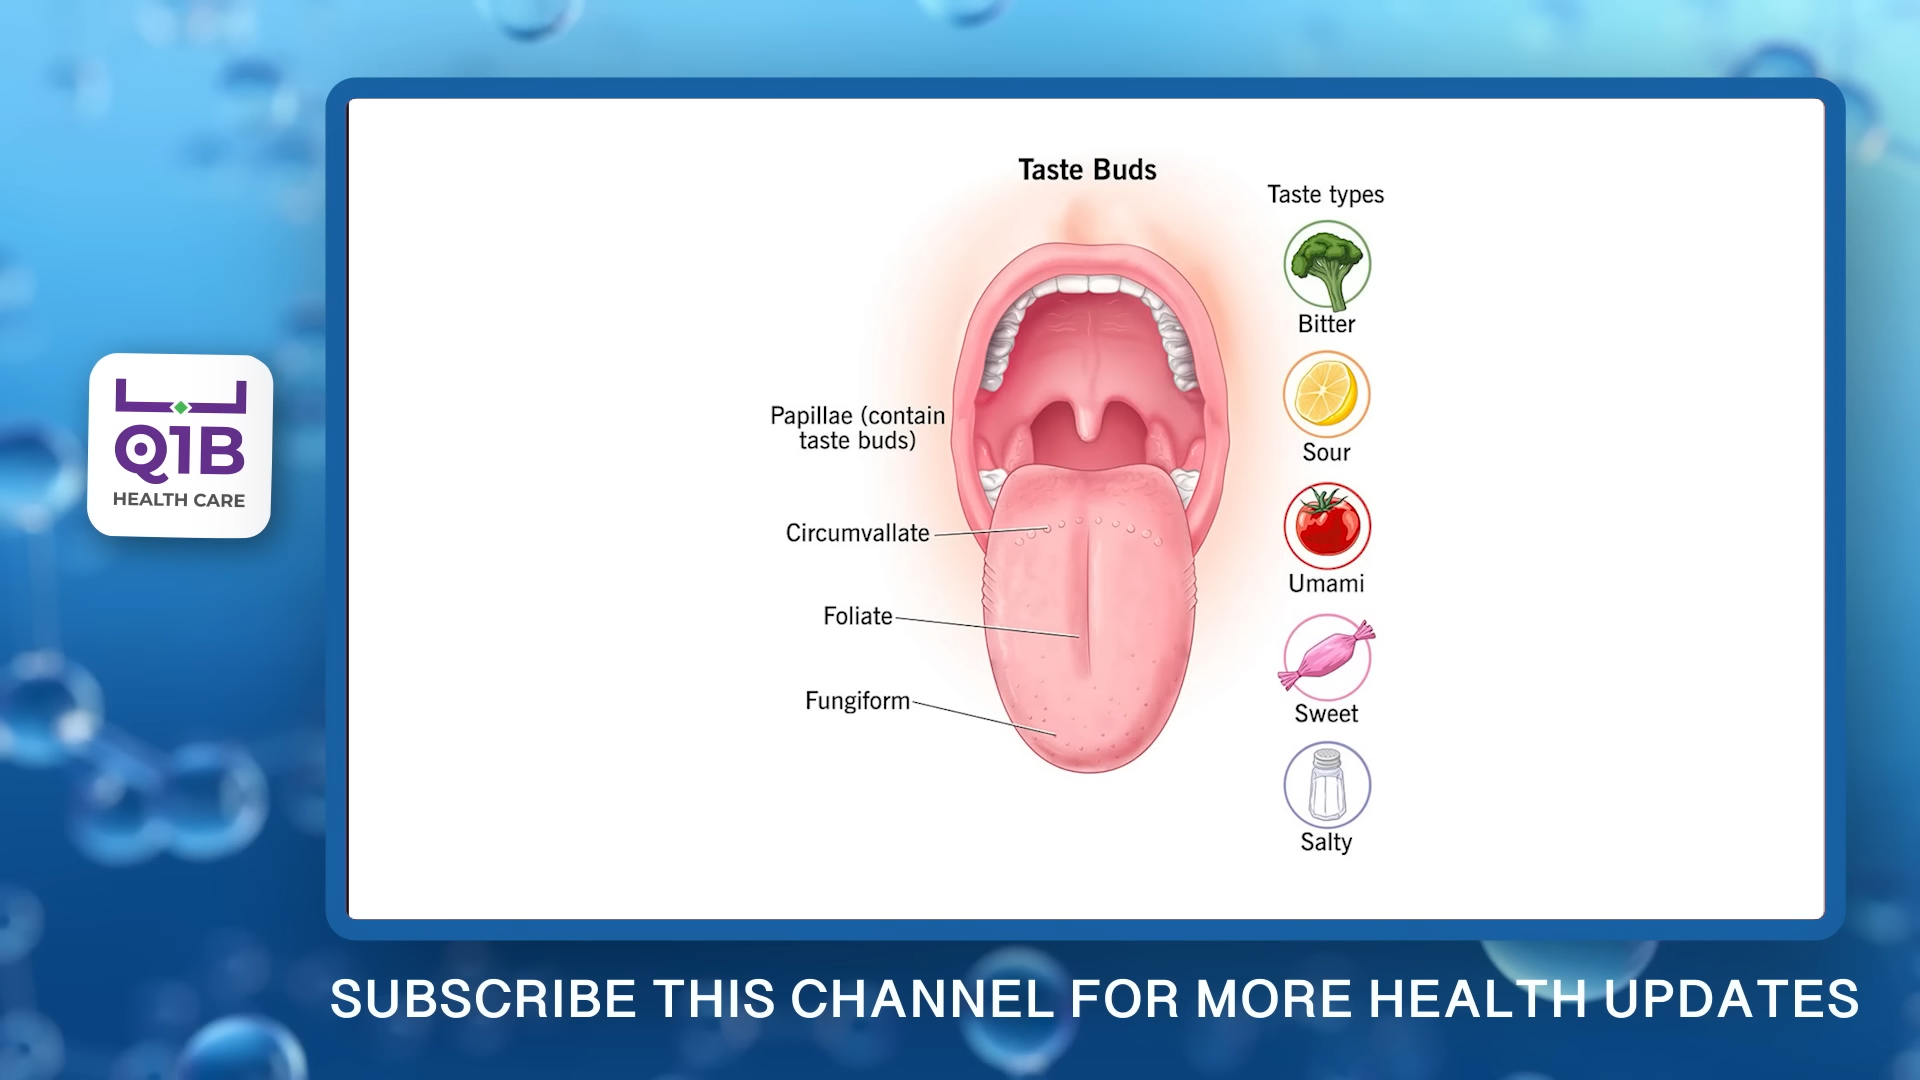 Taste Buds
Taste types
Bitter
Papillae (contain
taste buds)
Sour
Q1B
HEALTH CARE
Circumvallate
Umami
Foliate
Fungiform
Sweet
Salty
SUBSCRIBE THIS CHANNEL FOR MORE HEALTH UPDATES